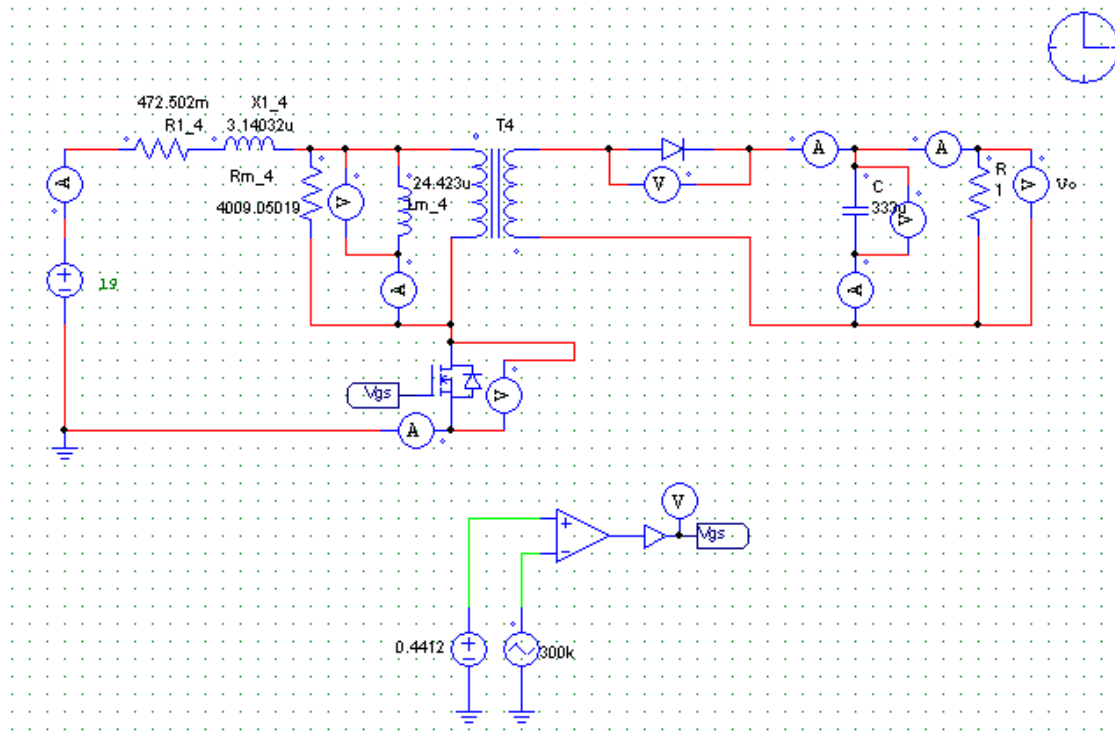 472.502m
X1_4
R1_4
3.14032u
T4
A
A
A
Rm_4
V
24.423u
Lm_4
4009.05019
V
C
333u
V
R
1
V
Vo
19
A
A
Vgs
V
A
V
Vgs
0.4412
300k